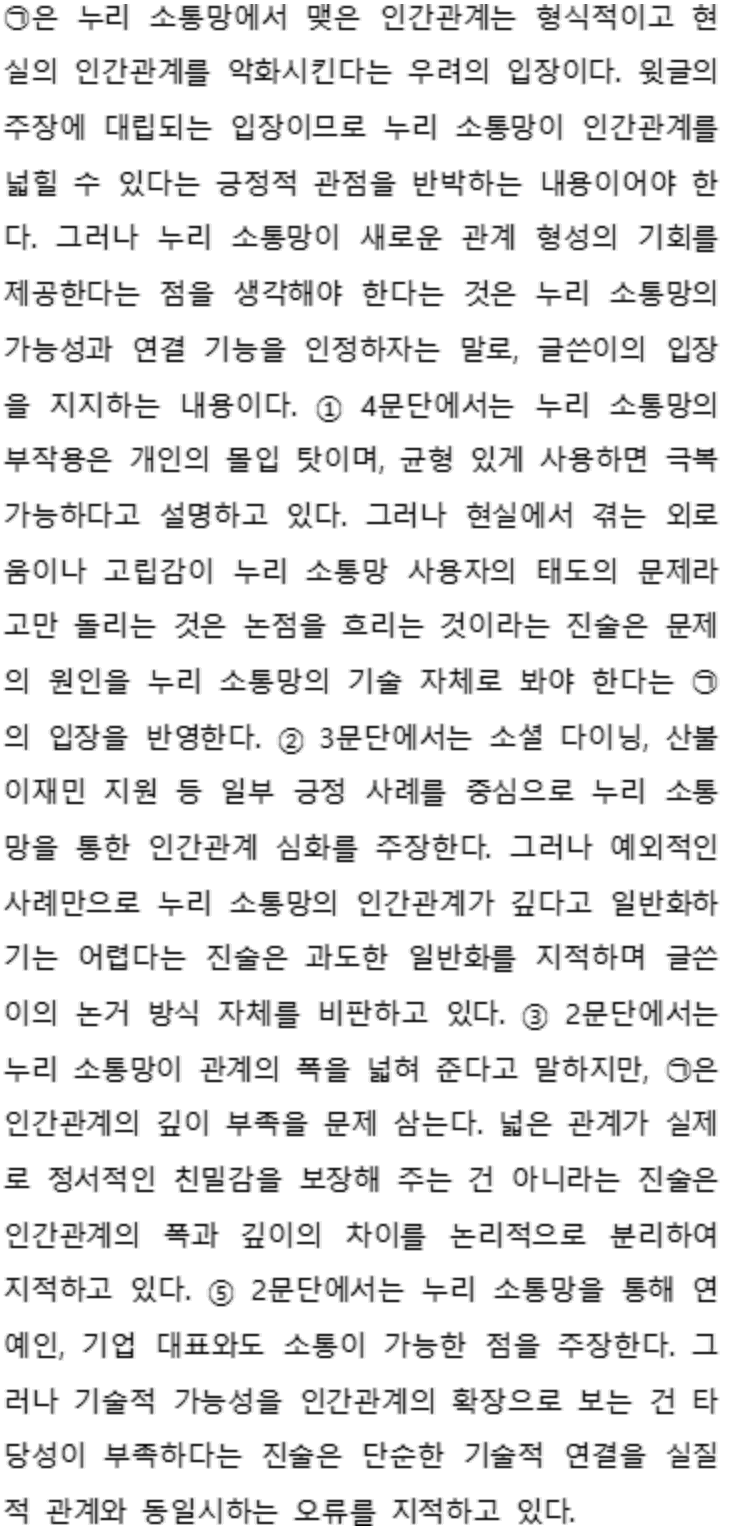 ㉠은 누리 소통망에서 맺은 인간관계는 형식적이고 현
실의 인간관계를 악화시킨다는 우려의 입장이다. 윗글의
주장에 대립되는 입장이므로 누리 소통망이 인간관계를
넓힐 수 있다는 긍정적 관점을 반박하는 내용이어야 한
다. 그러나 누리 소통망이 새로운 관계 형성의 기회를
제공한다는 점을 생각해야 한다는 것은 누리 소통망의
가능성과 연결 기능을 인정하자는 말로, 글쓴이의 입장
을 지지하는 내용이다. ① 4문단에서는 누리 소통망의
부작용은 개인의 몰입 탓이며, 균형 있게 사용하면 극복
가능하다고 설명하고 있다. 그러나 현실에서 겪는 외로
움이나 고립감이 누리 소통망 사용자의 태도의 문제라
고만 돌리는 것은 논점을 흐리는 것이라는 진술은 문제
의 원인을 누리 소통망의 기술 자체로 봐야 한다는 ㉠
의 입장을 반영한다. ② 3문단에서는 소셜 다이닝, 산불
이재민 지원 등 일부 긍정 사례를 중심으로 누리 소통
망을 통한 인간관계 심화를 주장한다. 그러나 예외적인
사례만으로 누리 소통망의 인간관계가 깊다고 일반화하
기는 어렵다는 진술은 과도한 일반화를 지적하며 글쓴
이의 논거 방식 자체를 비판하고 있다. ③ 2문단에서는
누리 소통망이 관계의 폭을 넓혀 준다고 말하지만, ㉠은
인간관계의 깊이 부족을 문제 삼는다. 넓은 관계가 실제
로 정서적인 친밀감을 보장해 주는 건 아니라는 진술은
인간관계의 폭과 깊이의 차이를 논리적으로 분리하여
지적하고 있다. ⑤ 2문단에서는 누리 소통망을 통해 연
예인, 기업 대표와도 소통이 가능한 점을 주장한다. 그
러나 기술적 가능성을 인간관계의 확장으로 보는 건 타
당성이 부족하다는 진술은 단순한 기술적 연결을 실질
적 관계와 동일시하는 오류를 지적하고 있다.